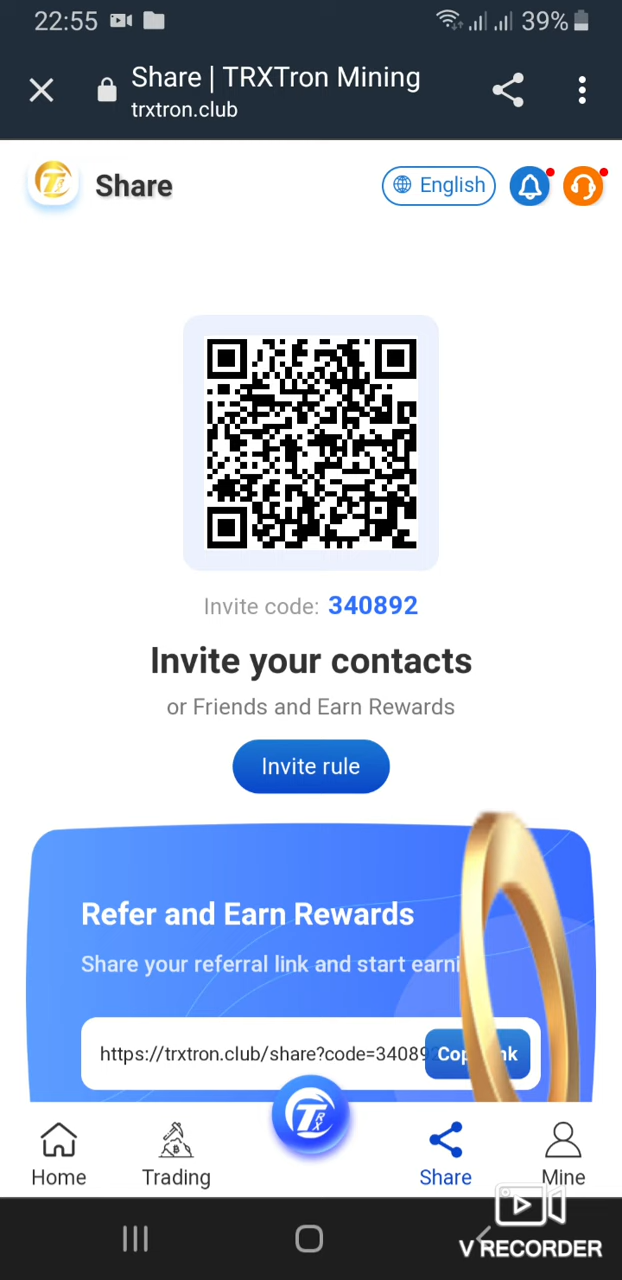 22:55
39%
Share | TRXTron Mining
trxtron.club
Share
English
Invite code: 340892
Invite your contacts
or Friends and Earn Rewards
Invite rule
Refer and Earn Rewards
Share your referral link and start earni
https://trxtron.club/share?code=34089
Home
Trading
Share
Mine
V RECORDER